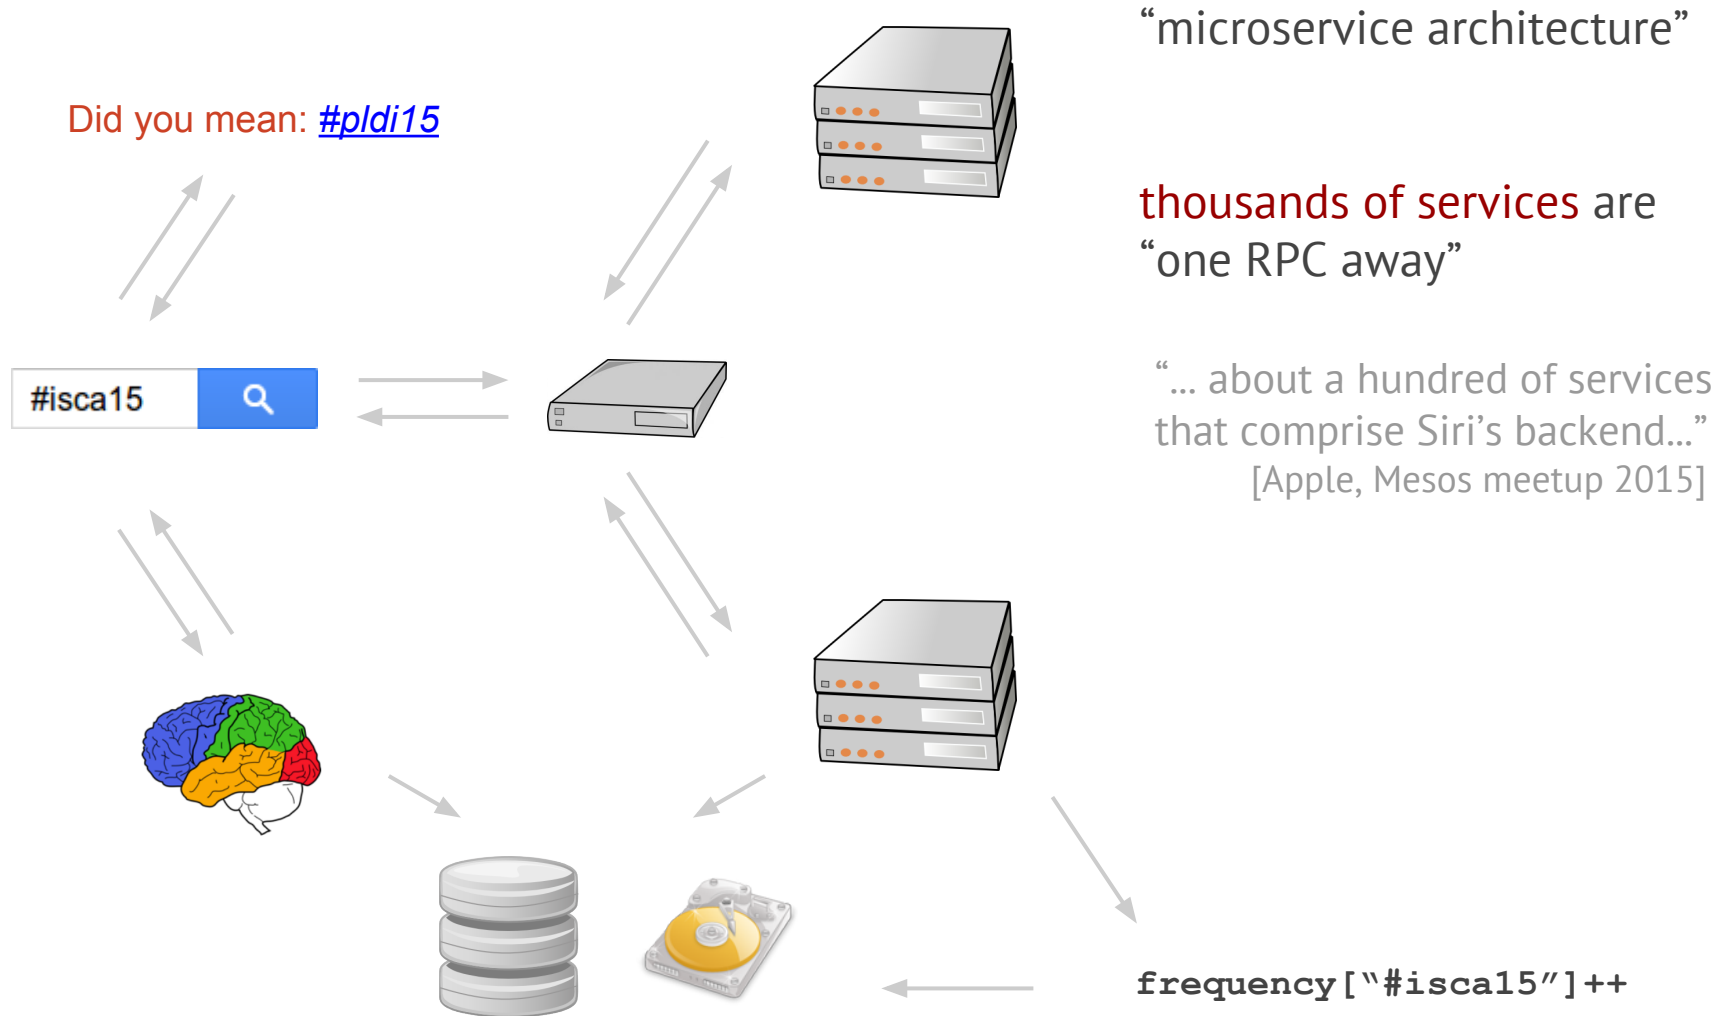 “microservice architecture”
Did you mean: #pldi15
thousands of services are
“one RPC away”
#isca15
“... about a hundred of services
that comprise Siri’s backend...”
[Apple, Mesos meetup 2015]
frequency[“#isca15”]++